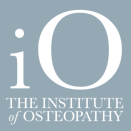 iO
THE INSTITUTE
of OSTEOPATHY